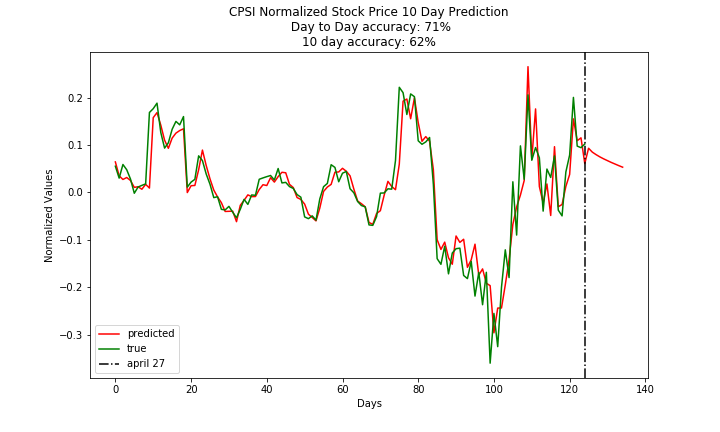 CPSI Normalized Stock Price 10 Day Prediction
Day to Day accuracy: 71%
10 day accuracy: 62%
Normalized Values
0.2
0.1
0.0
−0.1
−0.2
−0.3
predicted
true
april 27
0 20 40 60 80 100 120 140
Days